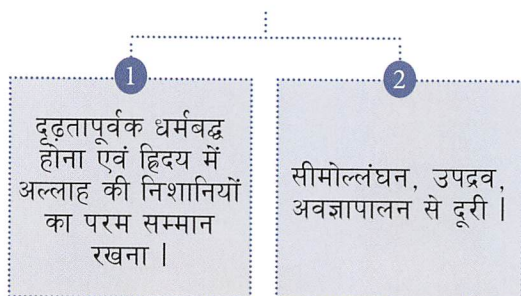 1
दृढ़तापूर्वक धर्मबद्ध
होना एवं ह्रिदय में
अल्लाह की निशानियों
का परम सम्मान
रखना |
2
सीमोल्लंघन, उपद्रव,
अवज्ञापालन से दूरी |